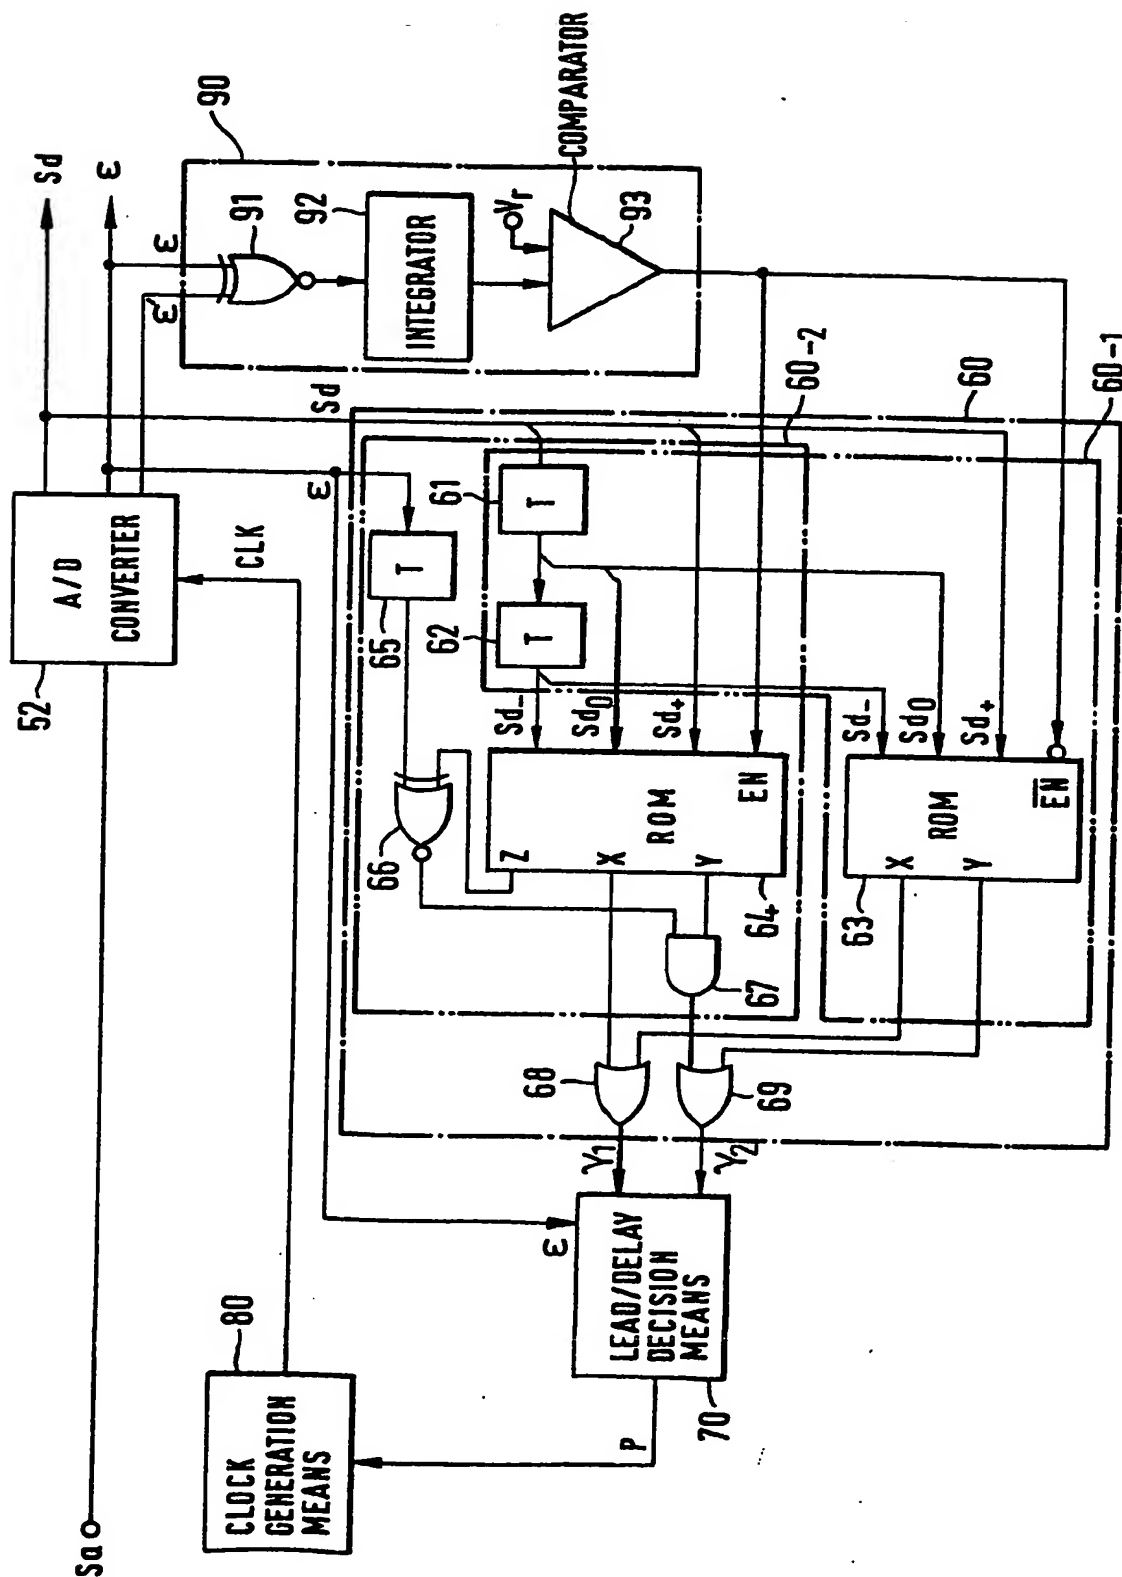 Sa
52
A/D
CONVERTER
Sd
ε
CLK
80
CLOCK
GENERATION
MEANS
90
ε'
ε
91
92
INTEGRATOR
Vr
COMPARATOR
93
Sd
60-2
60
60-1
ε
65
T
61
T
62
T
66
Sd-
Sd0
Sd+
Z
X
Y
ROM
EN
64
67
Sd-
Sd0
Sd+
X
Y
ROM
EN
63
68
69
γ1
γ2
ε
LEAD/DELAY
DECISION
MEANS
70
P